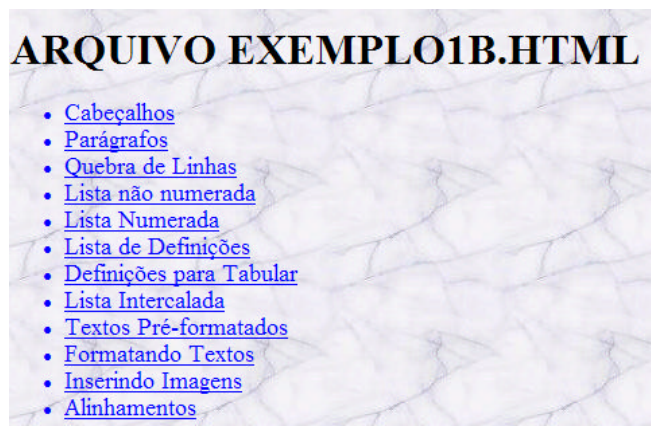 ARQUIVO EXEMPLO1B.HTML
Cabeçalhos
Parágrafos
Quebra de Linhas
Lista não numerada
Lista Numerada
Lista de Definições
Definições para Tabular
Lista Intercalada
Textos Pré-formatados
Formatando Textos
Inserindo Imagens
Alinhamentos